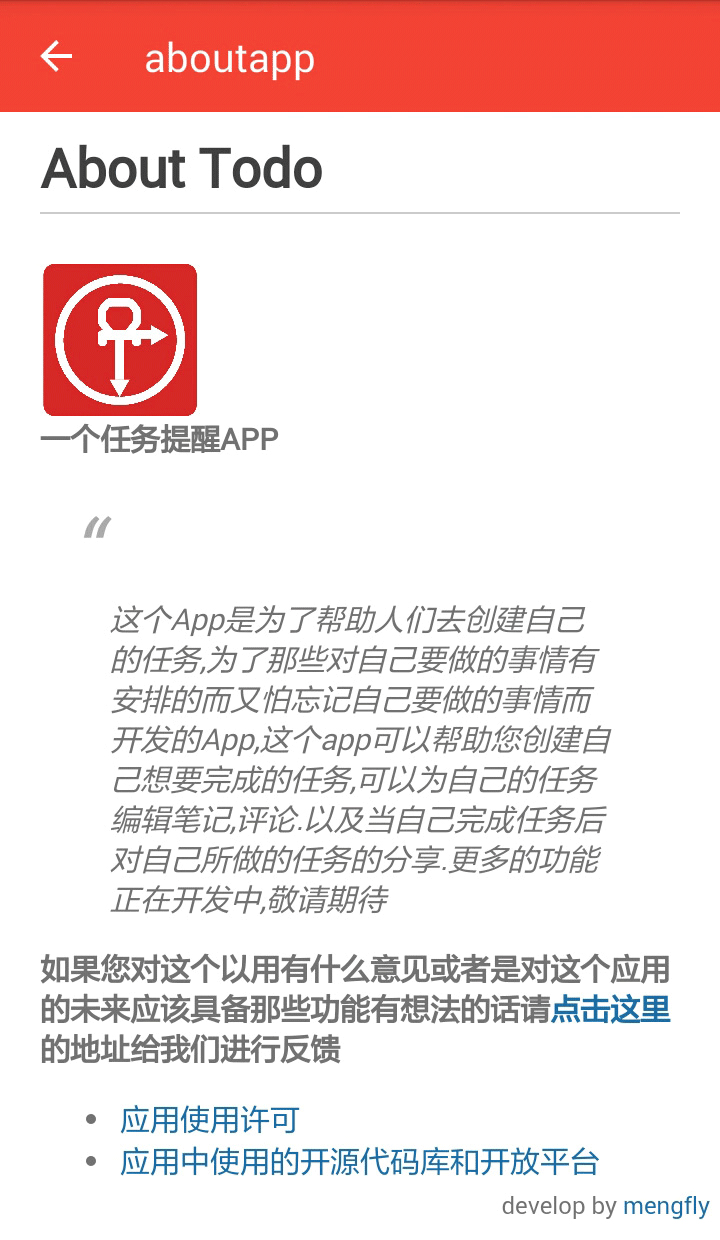 aboutapp
About Todo
一个任务提醒APP
“
这个App是为了帮助人们去创建自己
的任务,为了那些对自己要做的事情有
安排的而又怕忘记自己要做的事情而
开发的App,这个app可以帮助您创建自
己想要完成的任务,可以为自己的任务
编辑笔记,评论.以及当自己完成任务后
对自己所做的任务的分享.更多的功能
正在开发中,敬请期待
如果您对这个以用有什么意见或者是对这个应用
的未来应该具备那些功能有想法的话请点击这里
的地址给我们进行反馈
• 应用使用许可
• 应用中使用的开源代码库和开放平台
develop by mengfly